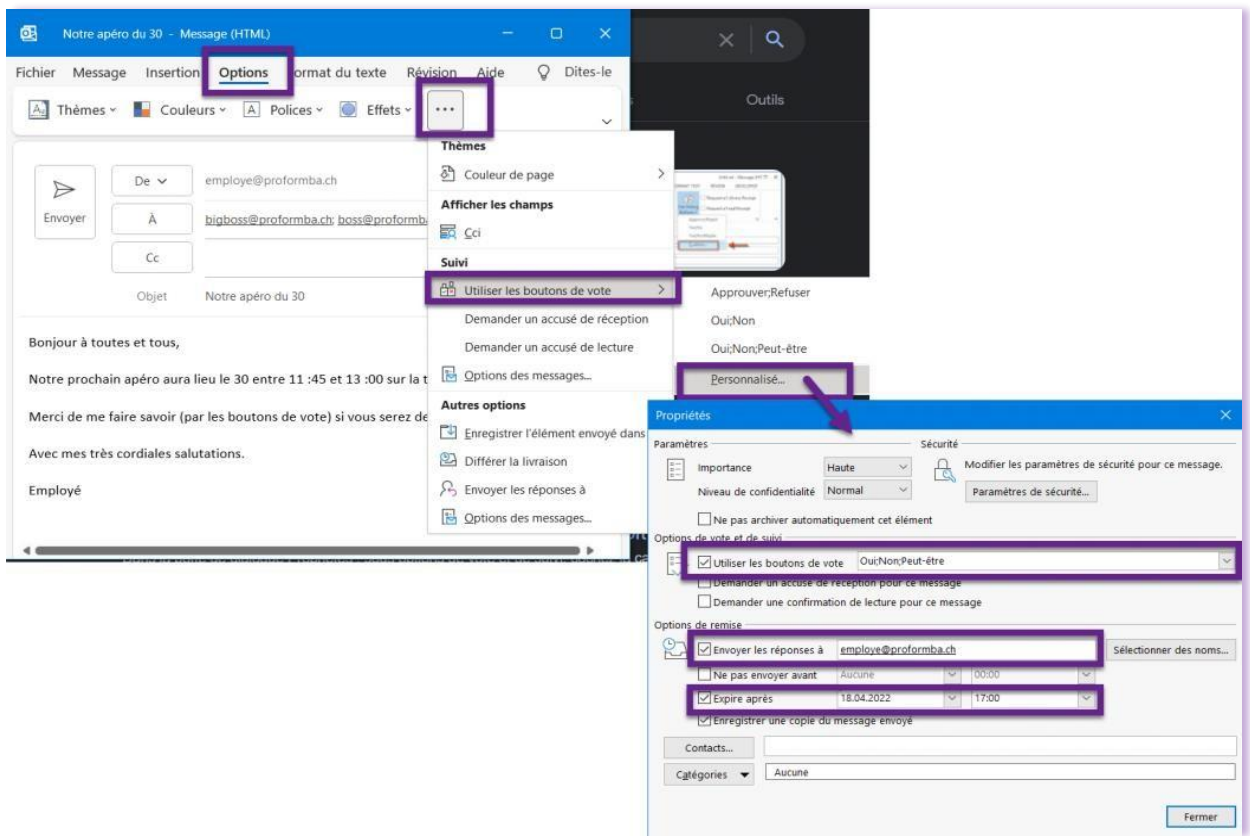 Notre apéro du 30 - Message (HTML)
Fichier Message Insertion Options ormat du texte Révision Aide Dites-le
Thèmes Couleurs Polices Effets ...
Outils
De employe@proformba.ch
Envoyer
À bigboss@proformba.ch; boss@proformb
Cc
Objet Notre apéro du 30
Bonjour à toutes et tous,
Notre prochain apéro aura lieu le 30 entre 11 :45 et 13 :00 sur la t
Merci de me faire savoir (par les boutons de vote) si vous serez de
Avec mes très cordiales salutations.
Employé
Thèmes
Couleur de page
Afficher les champs
Cci
Suivi
Utiliser les boutons de vote
Demander un accusé de réception
Demander un accusé de lecture
Options des messages...
Autres options
Enregistrer l'élément envoyé dans
Différer la livraison
Envoyer les réponses à
Options des messages...
Approuver;Refuser
Oui;Non
Oui;Non;Peut-être
Personnalisé...
Propriétés
Paramètres
Importance Haute
Niveau de confidentialité Normal
Ne pas archiver automatiquement cet élément
Sécurité
Modifier les paramètres de sécurité pour ce message.
Paramètres de sécurité...
Options de vote et de suivi
Utiliser les boutons de vote Oui;Non;Peut-être
Demander un accusé de réception pour ce message
Demander une confirmation de lecture pour ce message
Options de remise
Envoyer les réponses à employe@proformba.ch Sélectionner des noms...
Ne pas envoyer avant Aucune 00:00
Expire après 18.04.2022 17:00
Enregistrer une copie du message envoyé
Contacts...
Catégories Aucune
Fermer